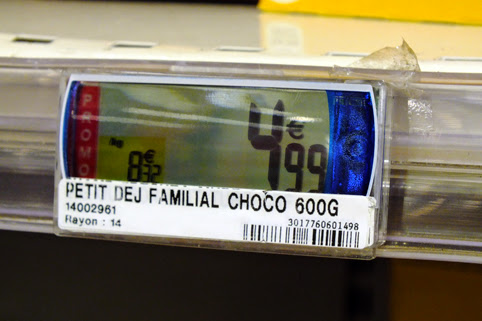 PROMO
4€99
kg
8€32
PETIT DEJ FAMILIAL CHOCO 600G
14002961
Rayon : 14
3017760601498